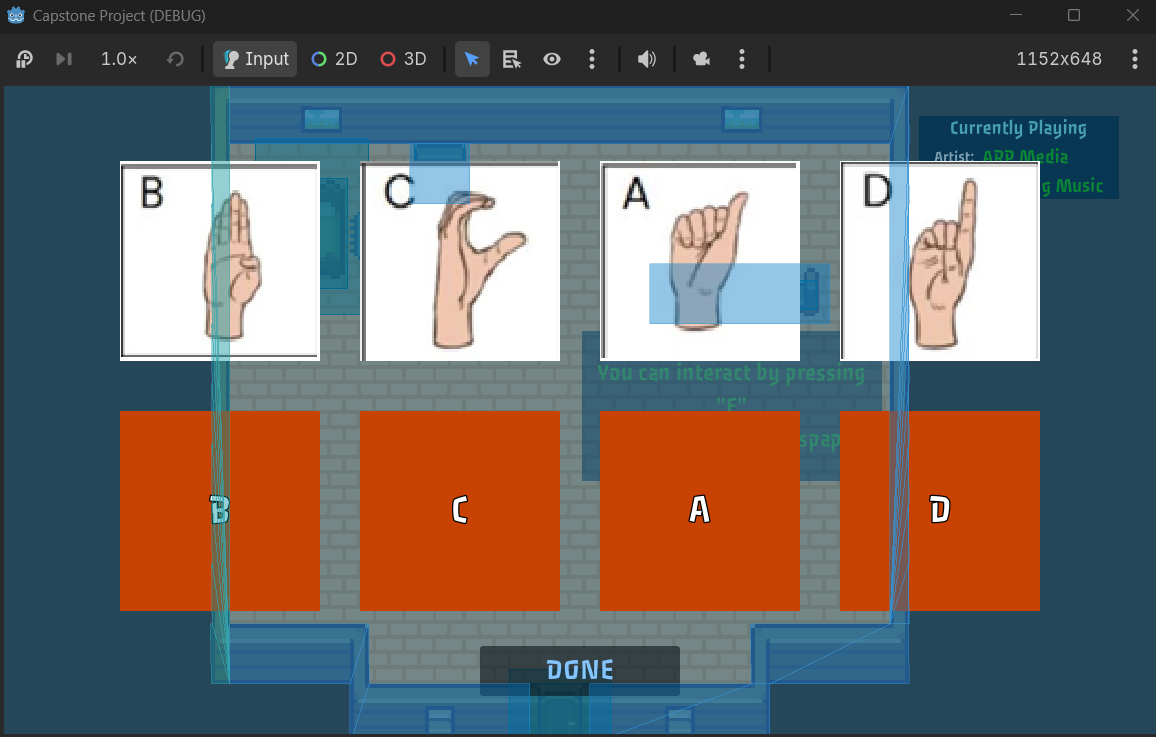 Capstone Project (DEBUG)
1.0× Input 2D 3D 1152x648
Currently Playing
Artist: ARP Media
g Music
B C A D
You can interact by pressing
"E"
spap
B C A D
DONE